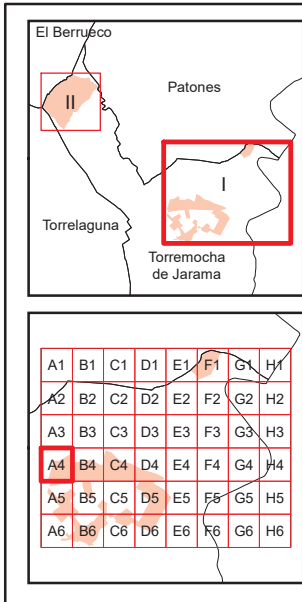 El Berrueco
Patones
II
I
Torrelaguna
Torremocha
de Jarama
A1 B1 C1 D1 E1 F1 G1 H1
A2 B2 C2 D2 E2 F2 G2 H2
A3 B3 C3 D3 E3 F3 G3 H3
A4 B4 C4 D4 E4 F4 G4 H4
A5 B5 C5 D5 E5 F5 G5 H5
A6 B6 C6 D6 E6 F6 G6 H6